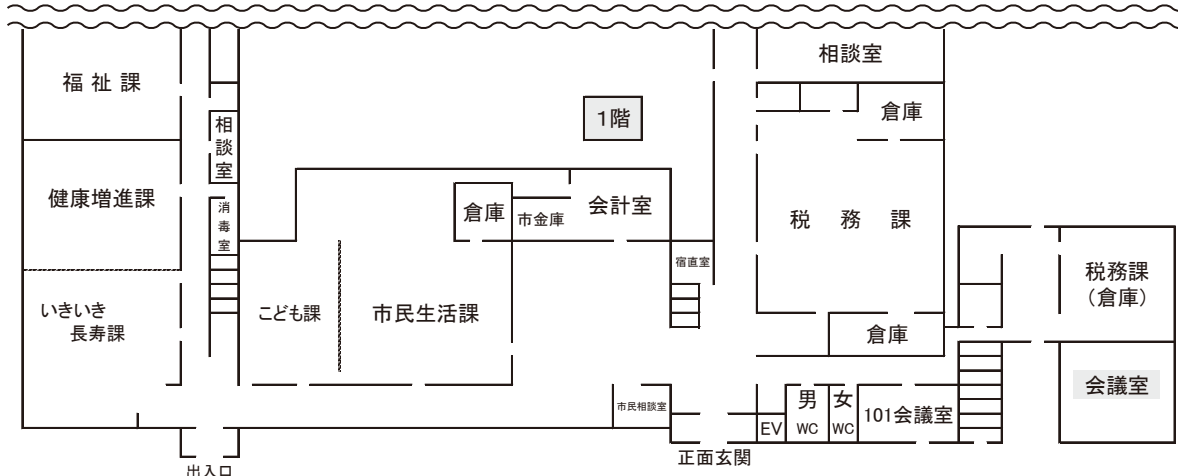 福祉課
相談室
1階
相談室
倉庫
健康増進課
消毒室
倉庫
市金庫
会計室
税務課
宿直室
税務課
(倉庫)
いきいき
長寿課
こども課
市民生活課
倉庫
会議室
市民相談室
EV
男
WC
女
WC
101会議室
正面玄関
出入口